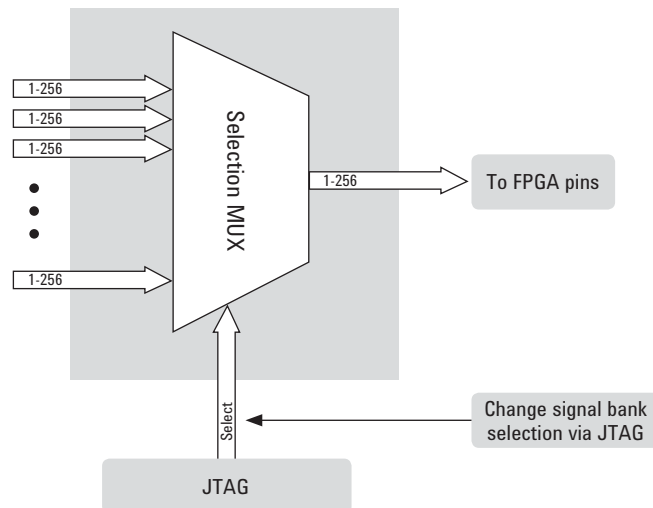 1-256
1-256
1-256
1-256
Selection MUX
1-256
To FPGA pins
Select
Change signal bank
selection via JTAG
JTAG